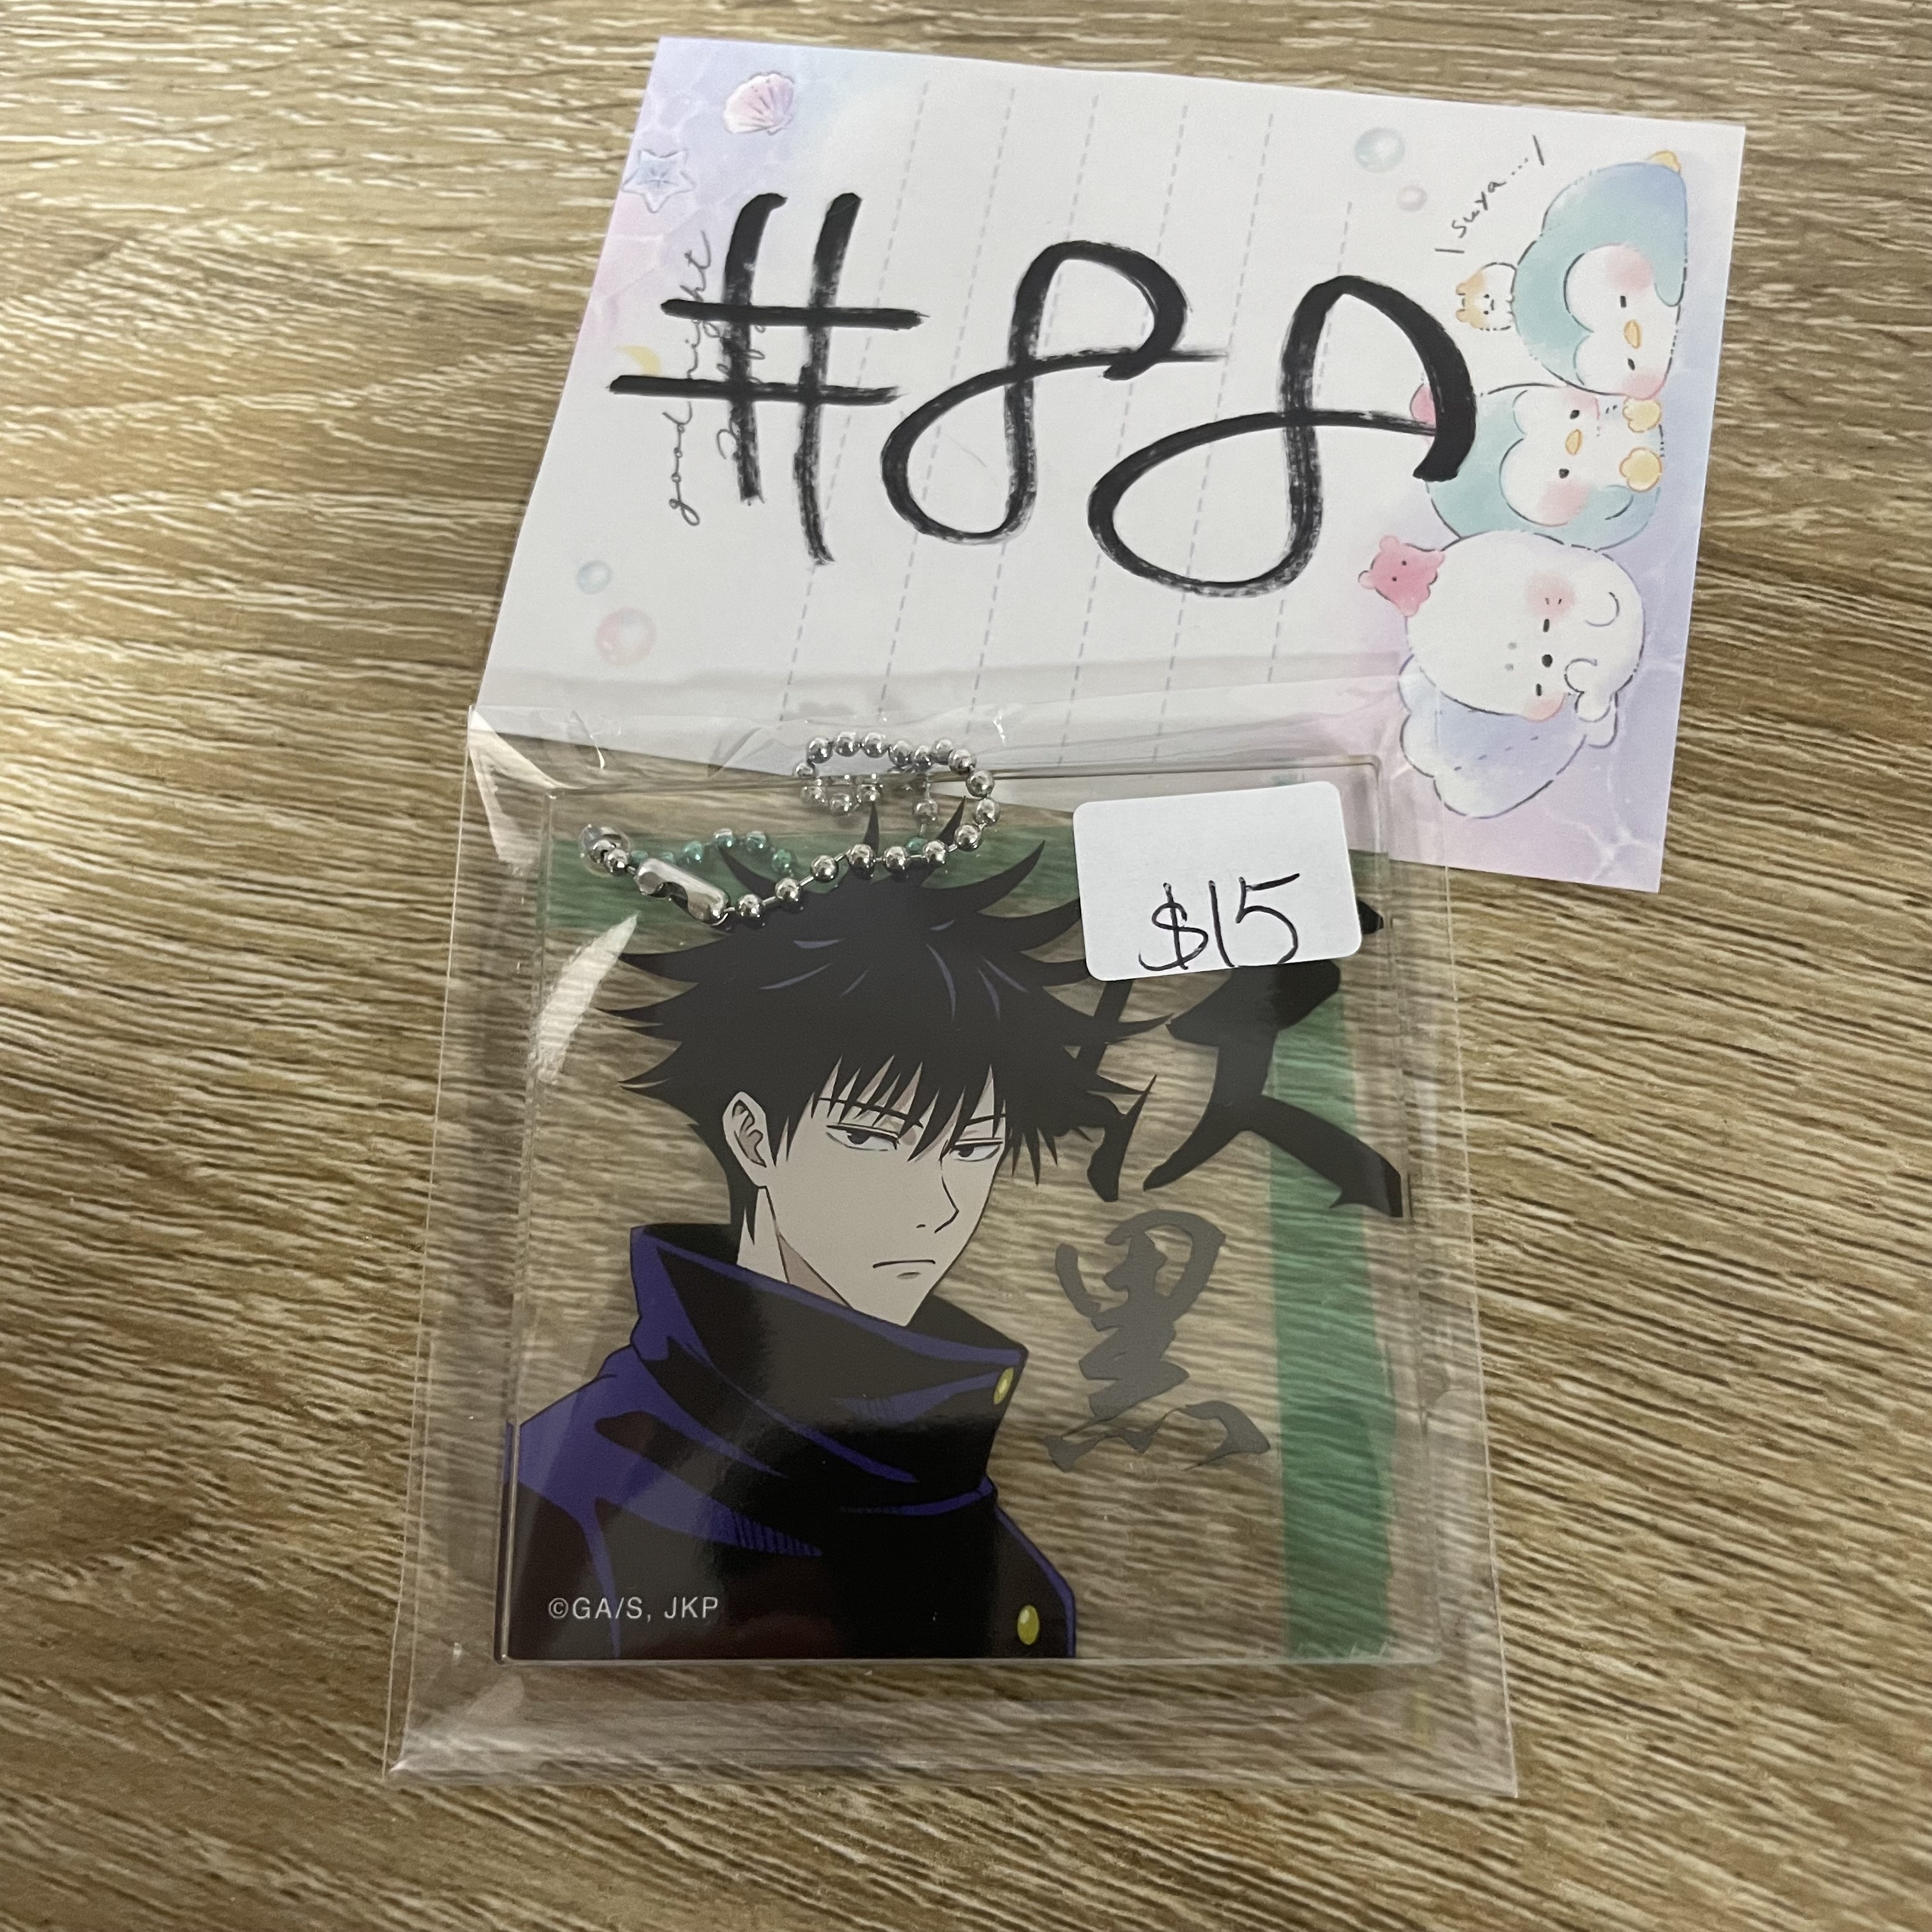 suya....
#88
good night
$15
伏
黒
©GA/S, JKP